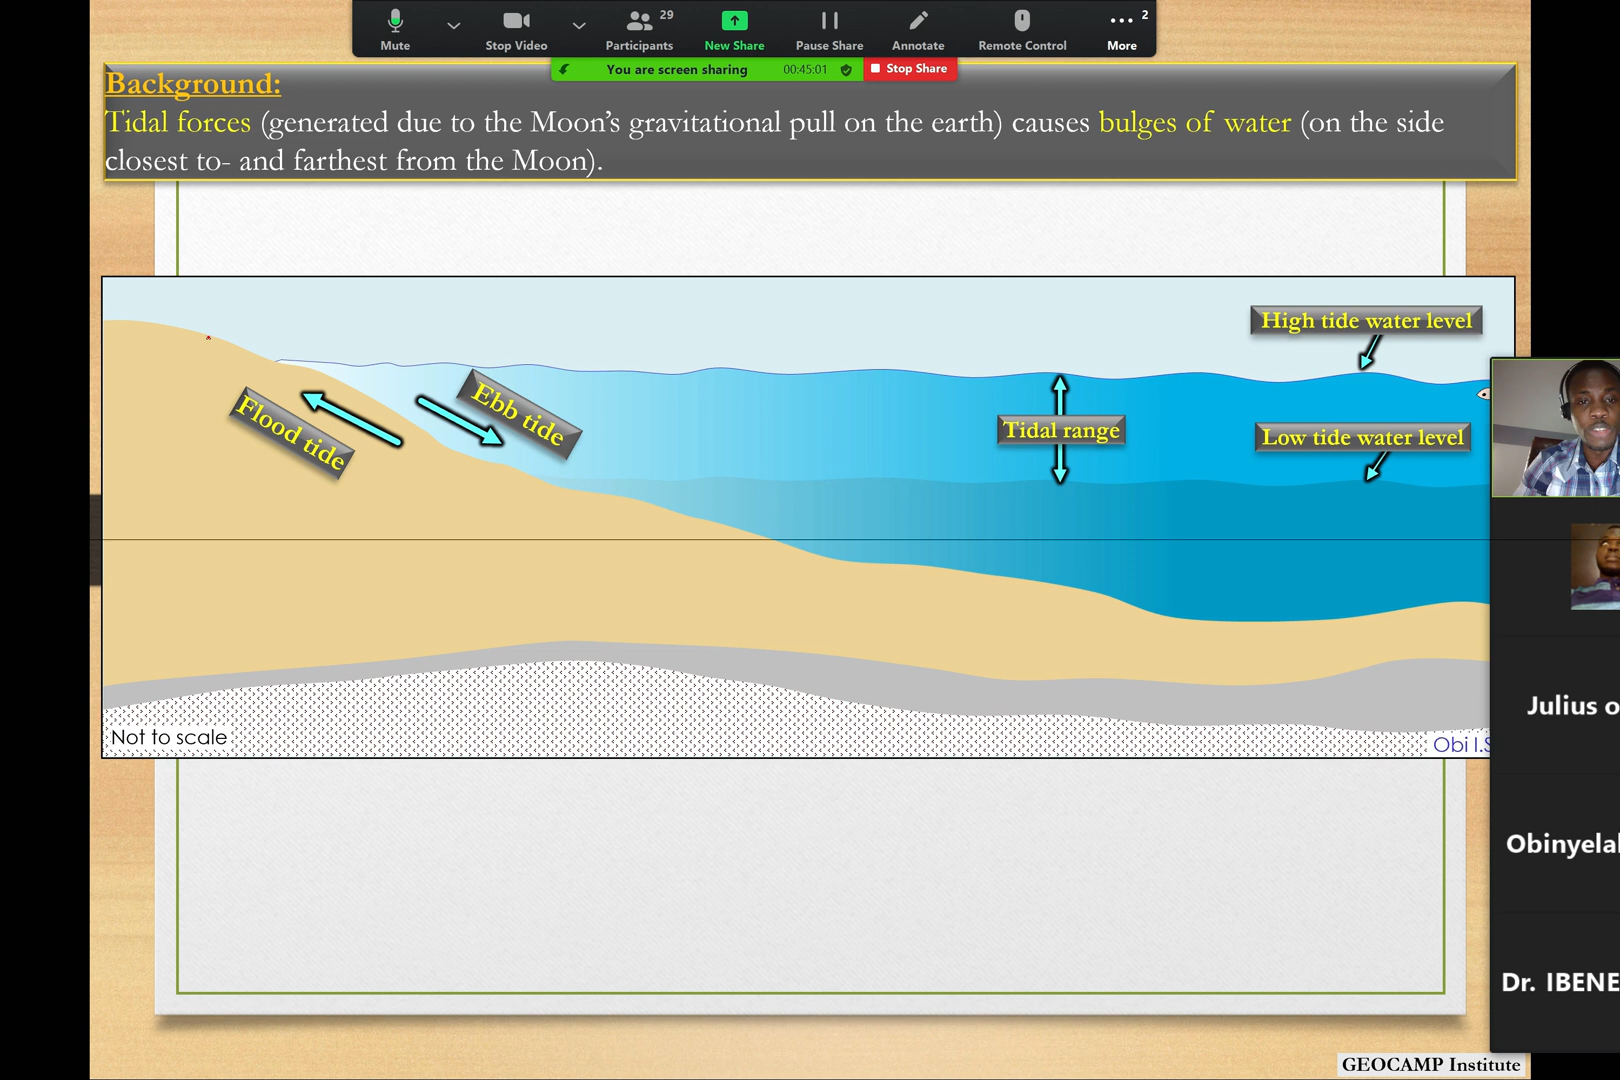 29
2
Mute
Stop Video
Participants
New Share
Pause Share
Annotate
Remote Control
More
You are screen sharing
00:45:01
Stop Share
Background:
Tidal forces (generated due to the Moon’s gravitational pull on the earth) causes bulges of water (on the side
closest to- and farthest from the Moon).
High tide water level
Flood tide
Ebb tide
Tidal range
Low tide water level
Not to scale
Obi I.S
Julius o
Obinyelal
Dr. IBENE
GEOCAMP Institute